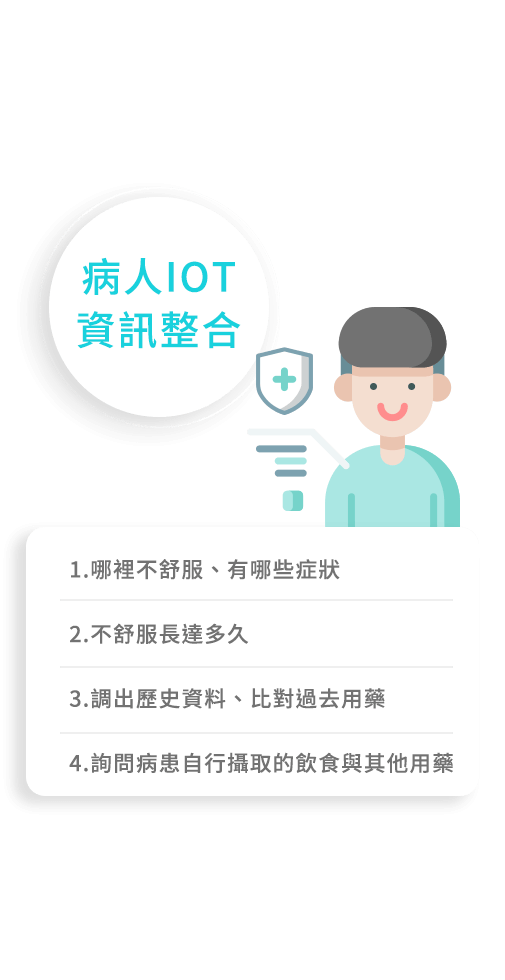 病人IOT
資訊整合
1.哪裡不舒服、有哪些症狀
2.不舒服長達多久
3.調出歷史資料、比對過去用藥
4.詢問病患自行攝取的飲食與其他用藥